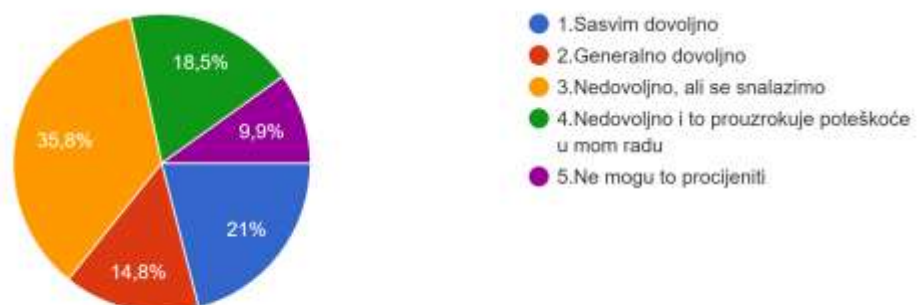 18,5%
9,9%
35,8%
21%
14,8%
1.Sasvim dovoljno
2.Generalno dovoljno
3.Nedovoljno, ali se snalazimo
4.Nedovoljno i to prouzrokuje poteškoće
u mom radu
5.Ne mogu to procijeniti